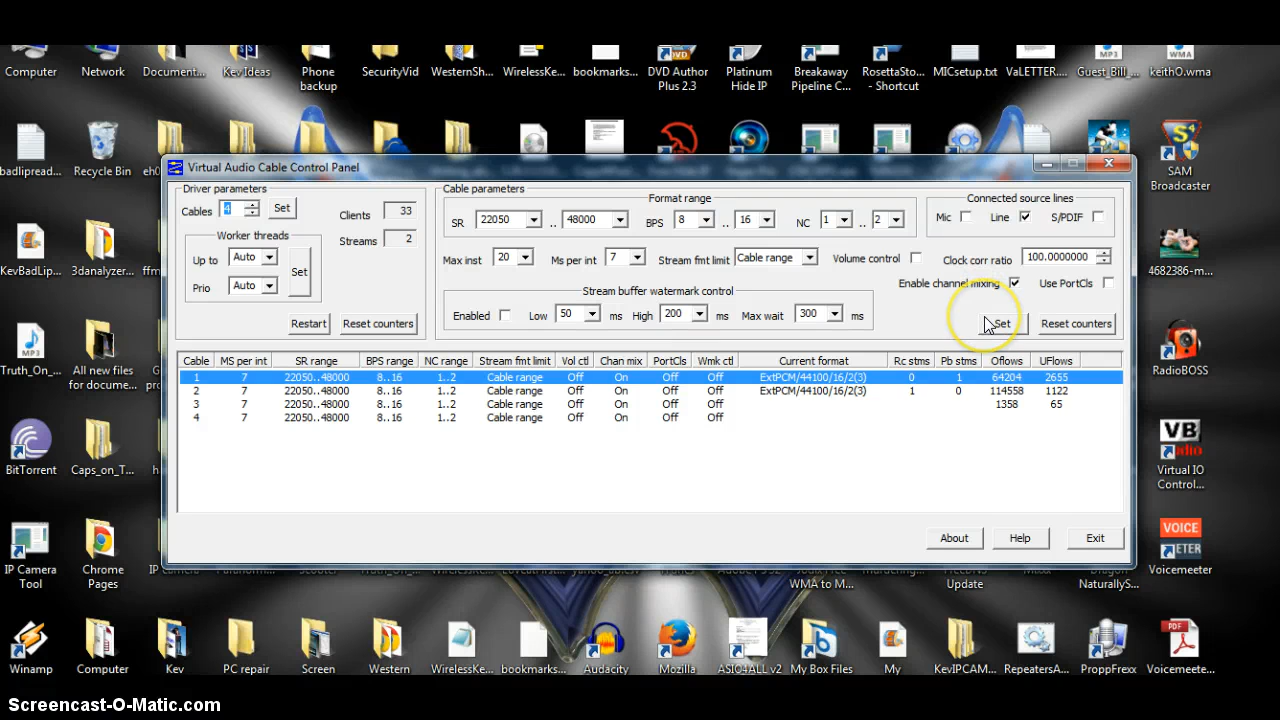 Computer Network Document... Kev Ideas Phone backup SecurityVid WesternSh... WirelessKe... bookmarks... DVD Author Plus 2.3 Platinum Hide IP Breakaway Pipeline C... RosettaSto... - Shortcut MICsetup.txt VaLETTER.... Guest_Bill_... keithO.wma
badlipread... Recycle Bin SAM Broadcaster
Virtual Audio Cable Control Panel
Driver parameters
Cables 4 Set Clients 33
Streams 2
Worker threads
Up to Auto Set
Prio Auto
Restart Reset counters
Cable parameters
Format range
SR 22050 .. 48000 BPS 8 .. 16 NC 1 .. 2
Connected source lines
Mic Line S/PDIF
Max inst 20 Ms per int 7 Stream fmt limit Cable range Volume control Clock corr ratio 100.0000000
Enable channel mixing Use PortCls
Stream buffer watermark control
Enabled Low 50 ms High 200 ms Max wait 300 ms
Set Reset counters
Cable MS per int SR range BPS range NC range Stream fmt limit Vol ctl Chan mix PortCls Wmk ctl Current format Rc stms Pb stms Oflows UFlows
1 7 22050..48000 8..16 1..2 Cable range Off On Off Off ExtPCM/44100/16/2(3) 0 1 64204 2655
2 7 22050..48000 8..16 1..2 Cable range Off On Off Off ExtPCM/44100/16/2(3) 1 0 114558 1122
3 7 22050..48000 8..16 1..2 Cable range Off On Off Off 1358 65
4 7 22050..48000 8..16 1..2 Cable range Off On Off Off
About Help Exit
KevBadLip... 3danalyzer... 4682386-m...
Truth_On_... All new files for docume... RadioBOSS
BitTorrent Caps_on_T... Virtual IO Control...
IP Camera Tool Chrome Pages WMA to M... Update NaturallyS... Voicemeeter
Winamp Computer Kev PC repair Screen Western WirelessKe... bookmarks... Audacity Mozilla ASIO4ALL v2 My Box Files My KevIPCAM... RepeatersA... ProppFrexx Voicemeete...
Screencast-O-Matic.com